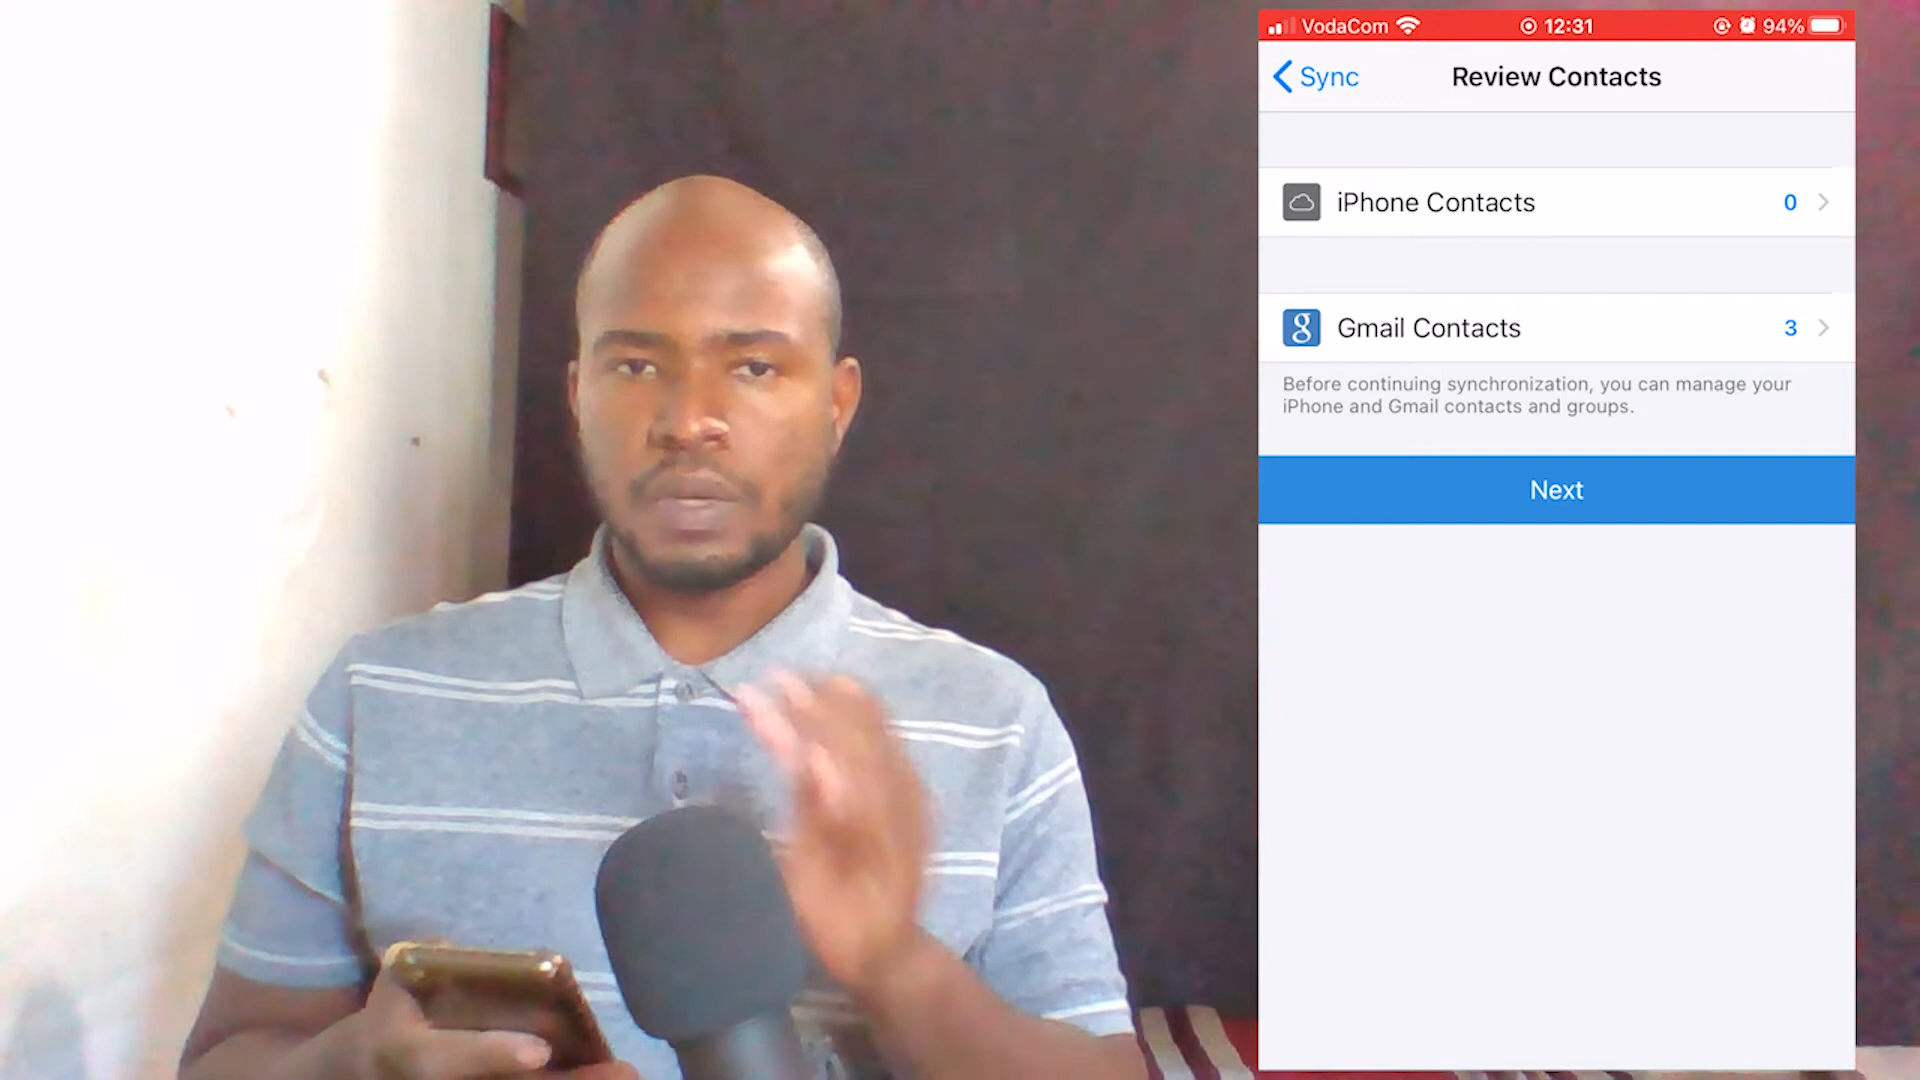 VodaCom 12:31 94%
Sync Review Contacts
iPhone Contacts 0
Gmail Contacts 3
Before continuing synchronization, you can manage your
iPhone and Gmail contacts and groups.
Next